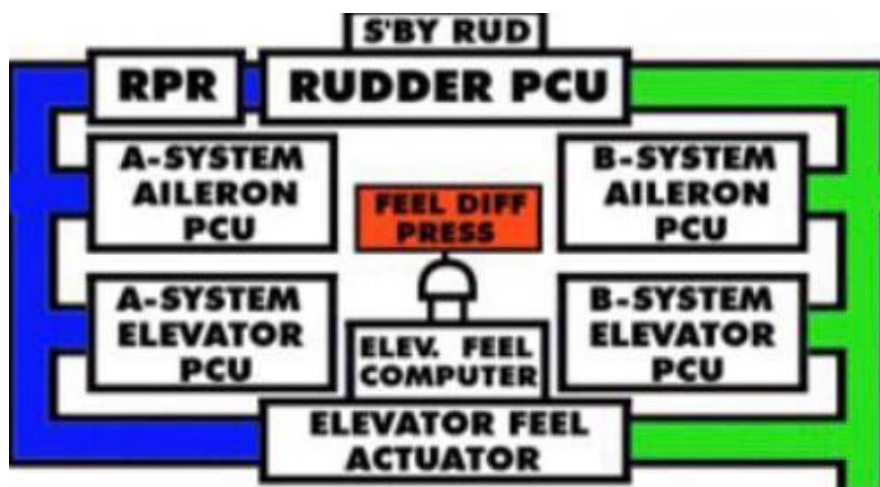 S'BY RUD
RPR
RUDDER PCU
A-SYSTEM
AILERON
PCU
B-SYSTEM
AILERON
PCU
FEEL DIFF
PRESS
A-SYSTEM
ELEVATOR
PCU
B-SYSTEM
ELEVATOR
PCU
ELEV. FEEL
COMPUTER
ELEVATOR FEEL
ACTUATOR